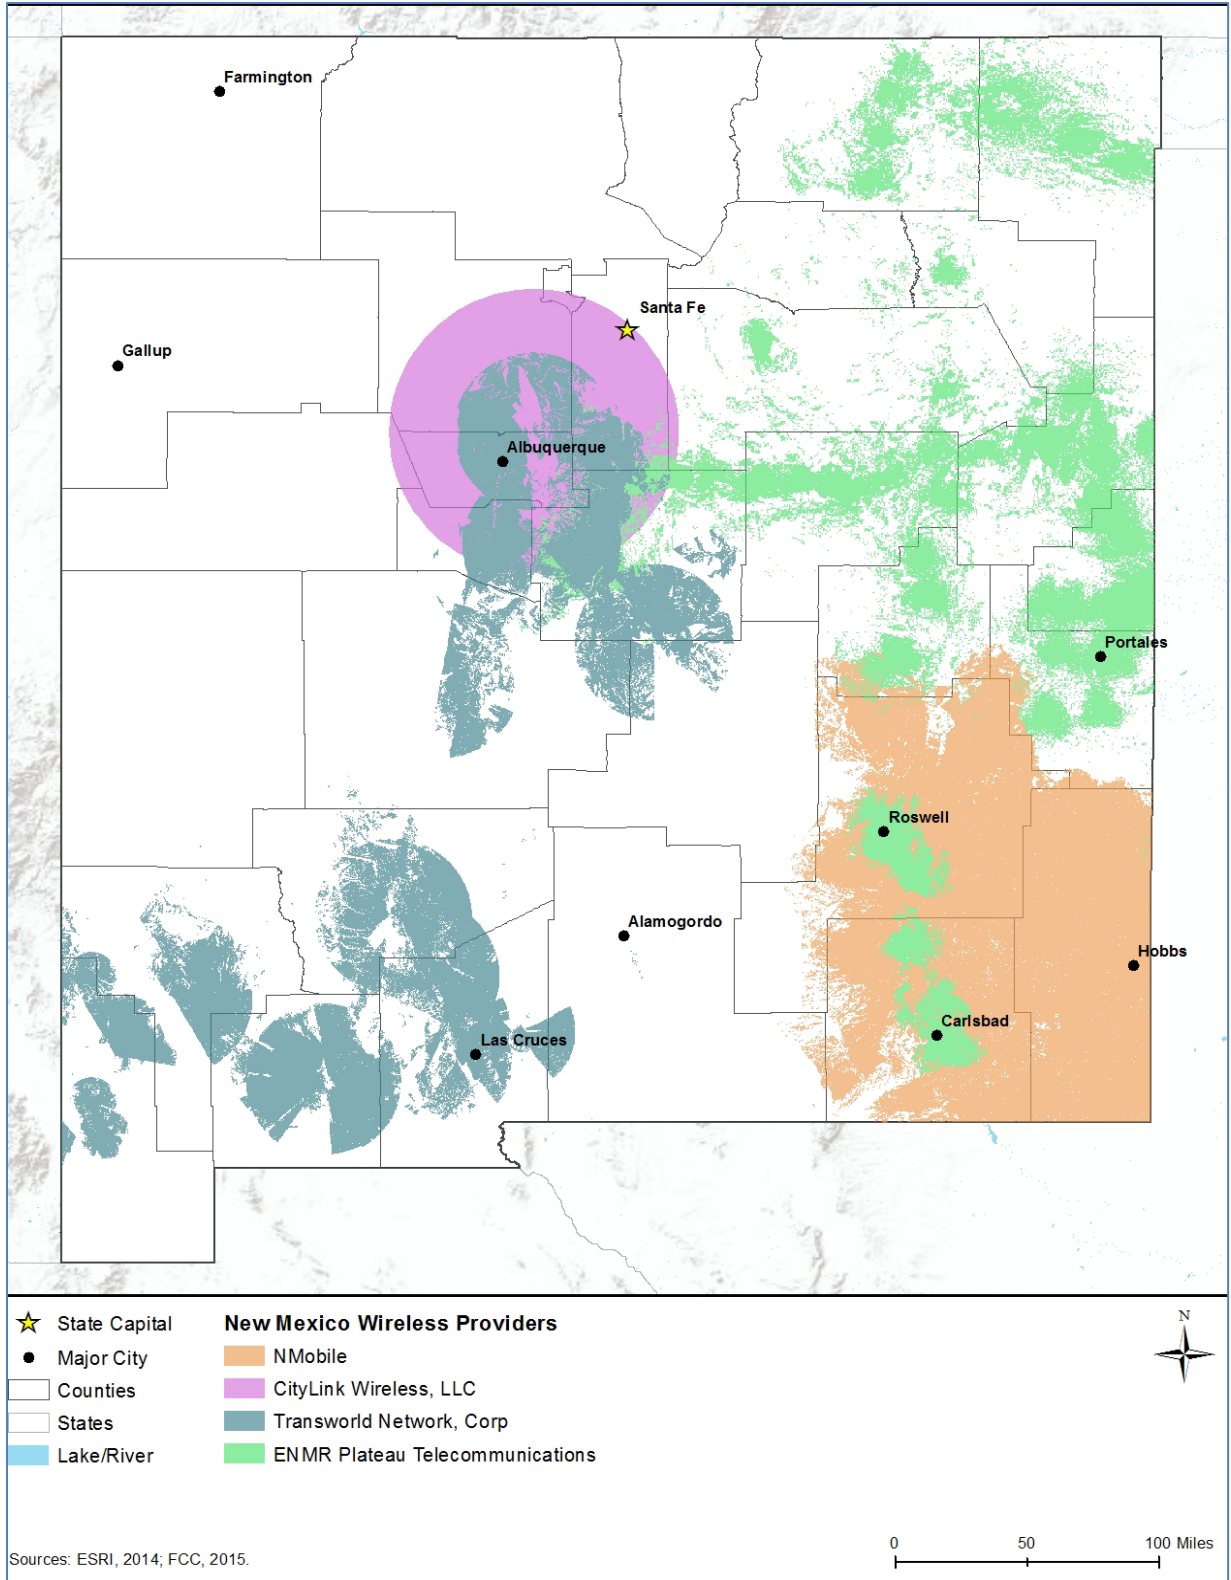 Farmington
Santa Fe
Gallup
Albuquerque
Portales
Roswell
Alamogordo
Hobbs
Carlsbad
Las Cruces
State Capital
Major City
Counties
States
Lake/River
New Mexico Wireless Providers
NMobile
CityLink Wireless, LLC
Transworld Network, Corp
ENMR Plateau Telecommunications
N
Sources: ESRI, 2014; FCC, 2015.
0 50 100 Miles